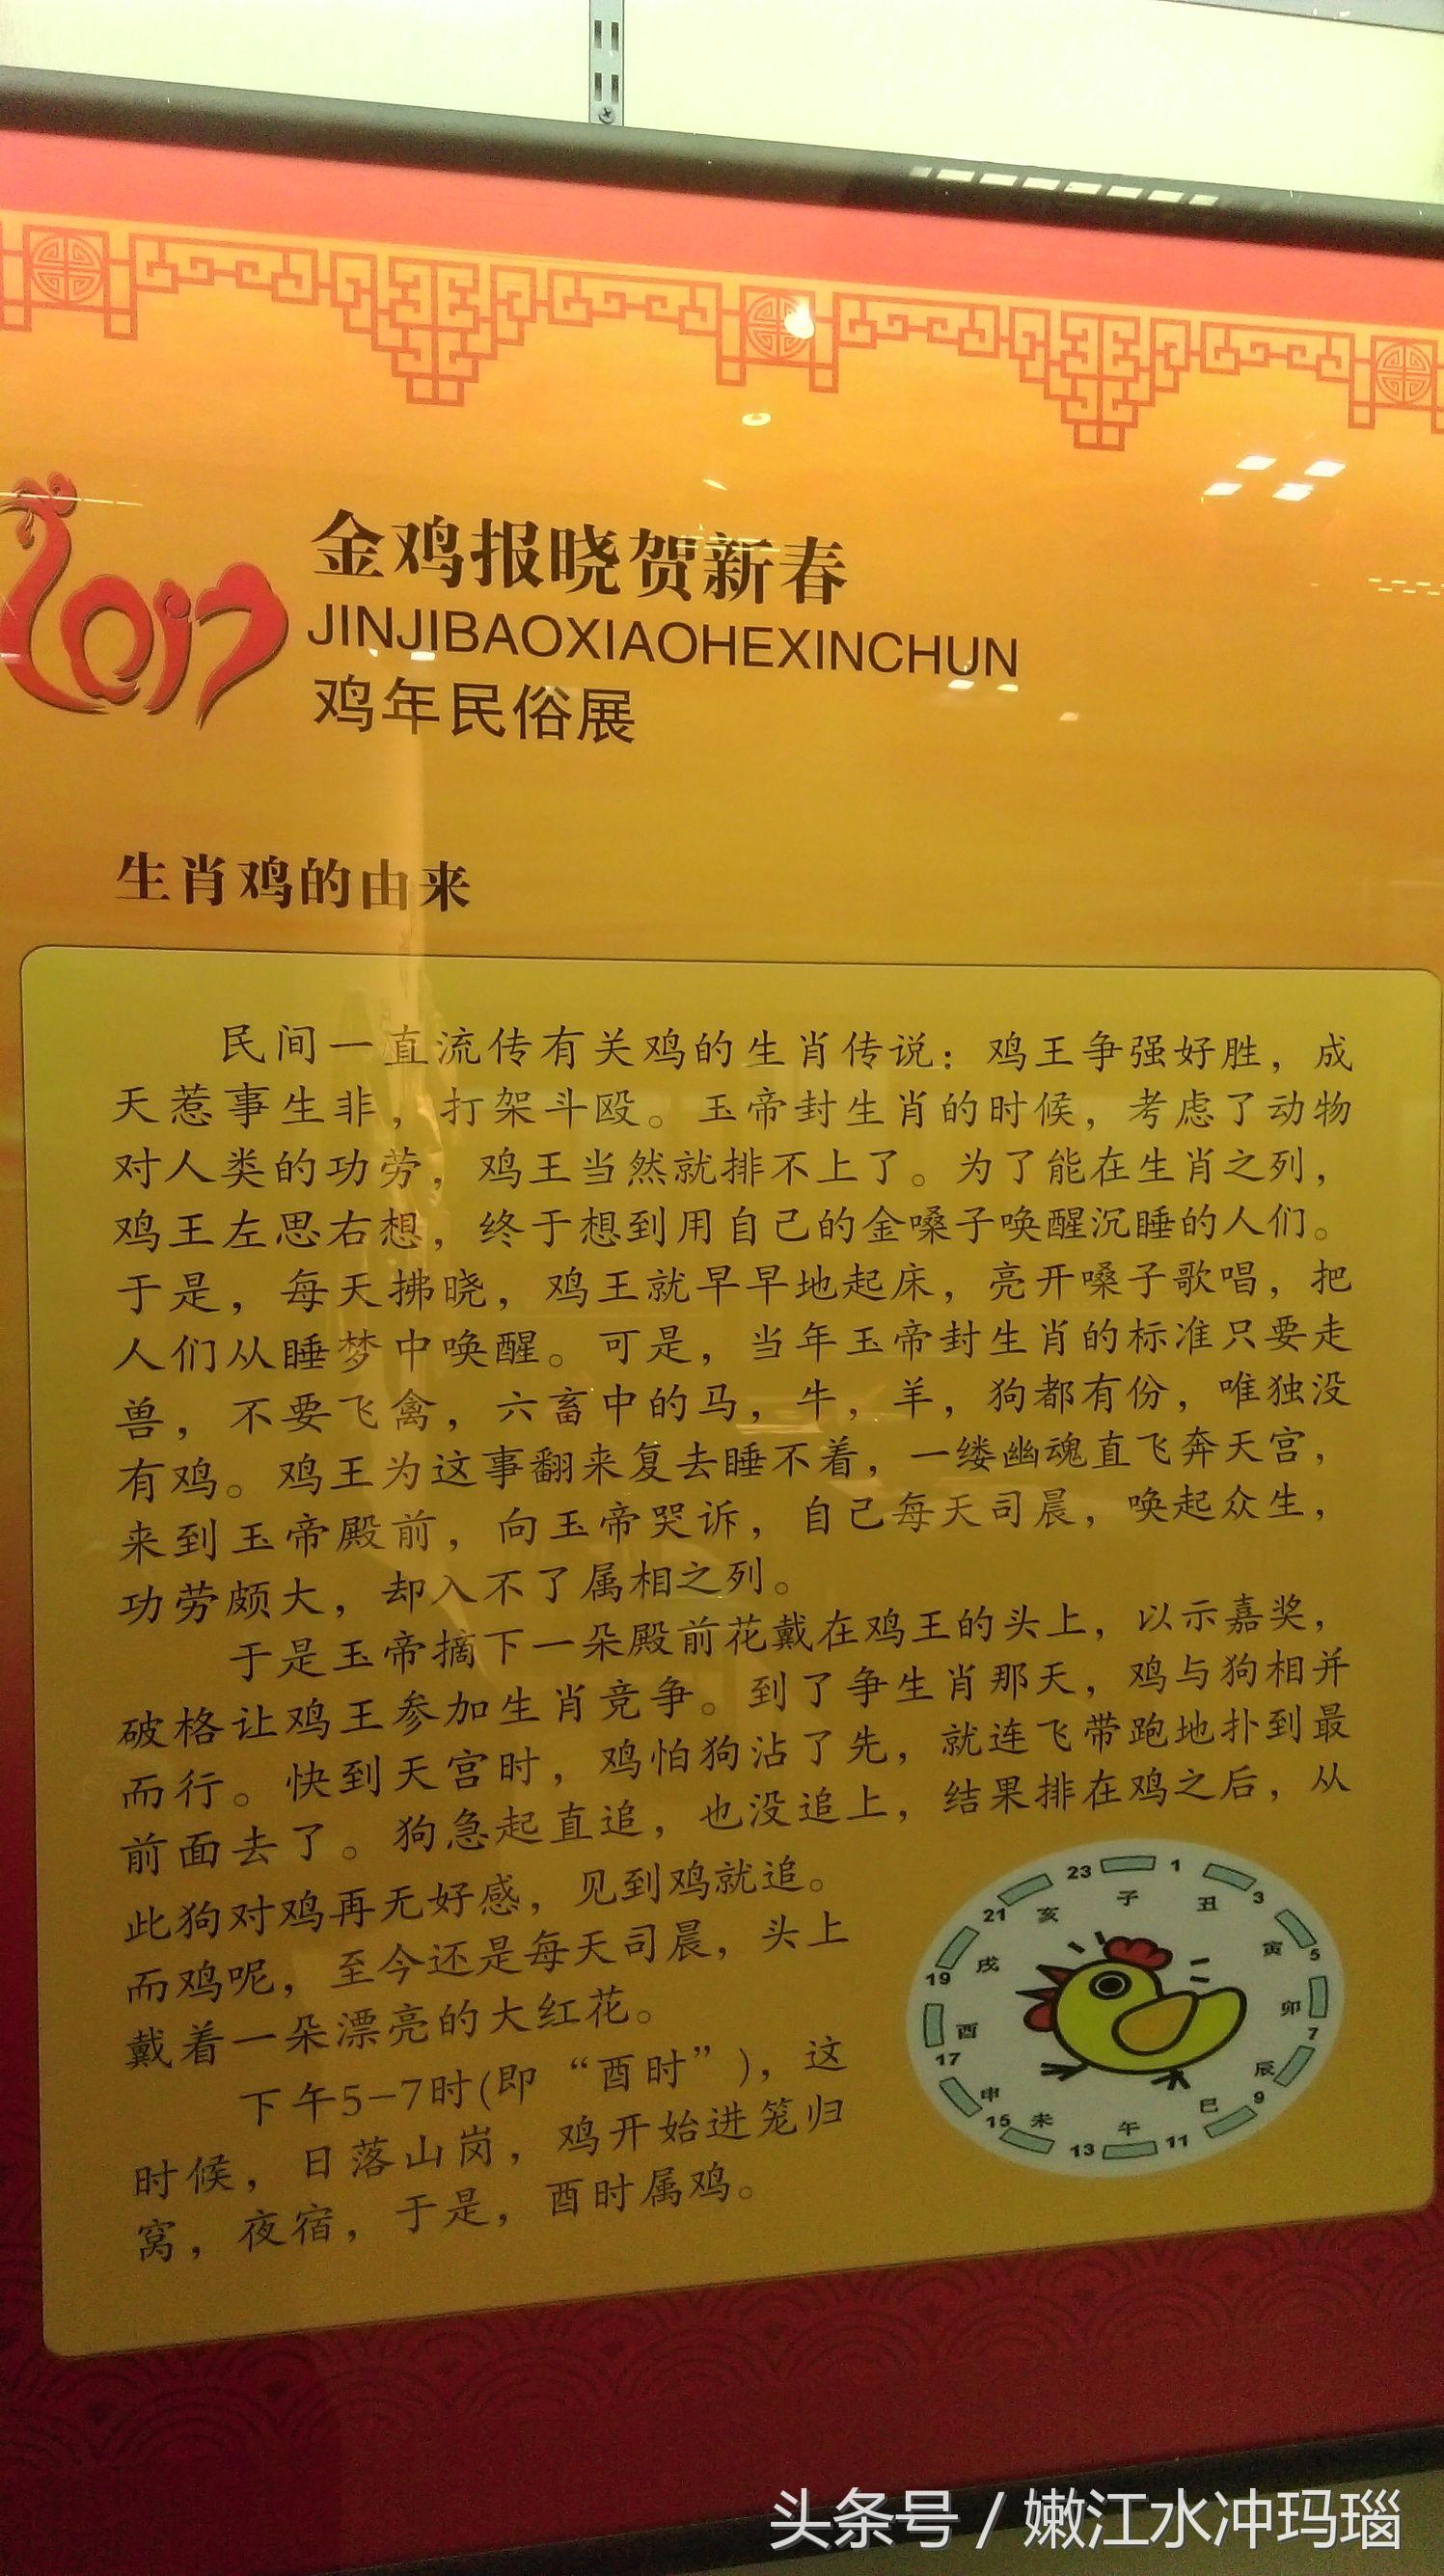 2017
金鸡报晓贺新春
JINJIBAOXIAOHEXINCHUN
鸡年民俗展
生肖鸡的由来
民间一直流传有关鸡的生肖传说：鸡王争强好胜，成
天惹事生非，打架斗殴。玉帝封生肖的时候，考虑了动物
对人类的功劳，鸡王当然就排不上了。为了能在生肖之列，
鸡王左思右想，终于想到用自己的金嗓子唤醒沉睡的人们。
于是，每天拂晓，鸡王就早早地起床，亮开嗓子歌唱，把
人们从睡梦中唤醒。可是，当年玉帝封生肖的标准只要走
兽，不要飞禽，六畜中的马，牛，羊，狗都有份，唯独没
有鸡。鸡王为这事翻来复去睡不着，一缕幽魂直飞奔天宫，
来到玉帝殿前，向玉帝哭诉，自己每天司晨，唤起众生，
功劳颇大，却入不了属相之列。
于是玉帝摘下一朵殿前花戴在鸡王的头上，以示嘉奖，
破格让鸡王参加生肖竞争。到了争生肖那天，鸡与狗相并
而行。快到天宫时，鸡怕狗沾了先，就连飞带跑地扑到最
前面去了。狗急起直追，也没追上，结果排在鸡之后，从
此狗对鸡再无好感，见到鸡就追。
而鸡呢，至今还是每天司晨，头上
戴着一朵漂亮的大红花。
下午5-7时(即“酉时”)，这
时候，日落山岗，鸡开始进笼归
窝，夜宿，于是，酉时属鸡。
23 1
子
21 亥 丑 3
戌 寅 5
19
酉 卯
17 7
申 辰
15 未 巳 9
午
13 11
头条号 / 嫩江水冲玛瑙